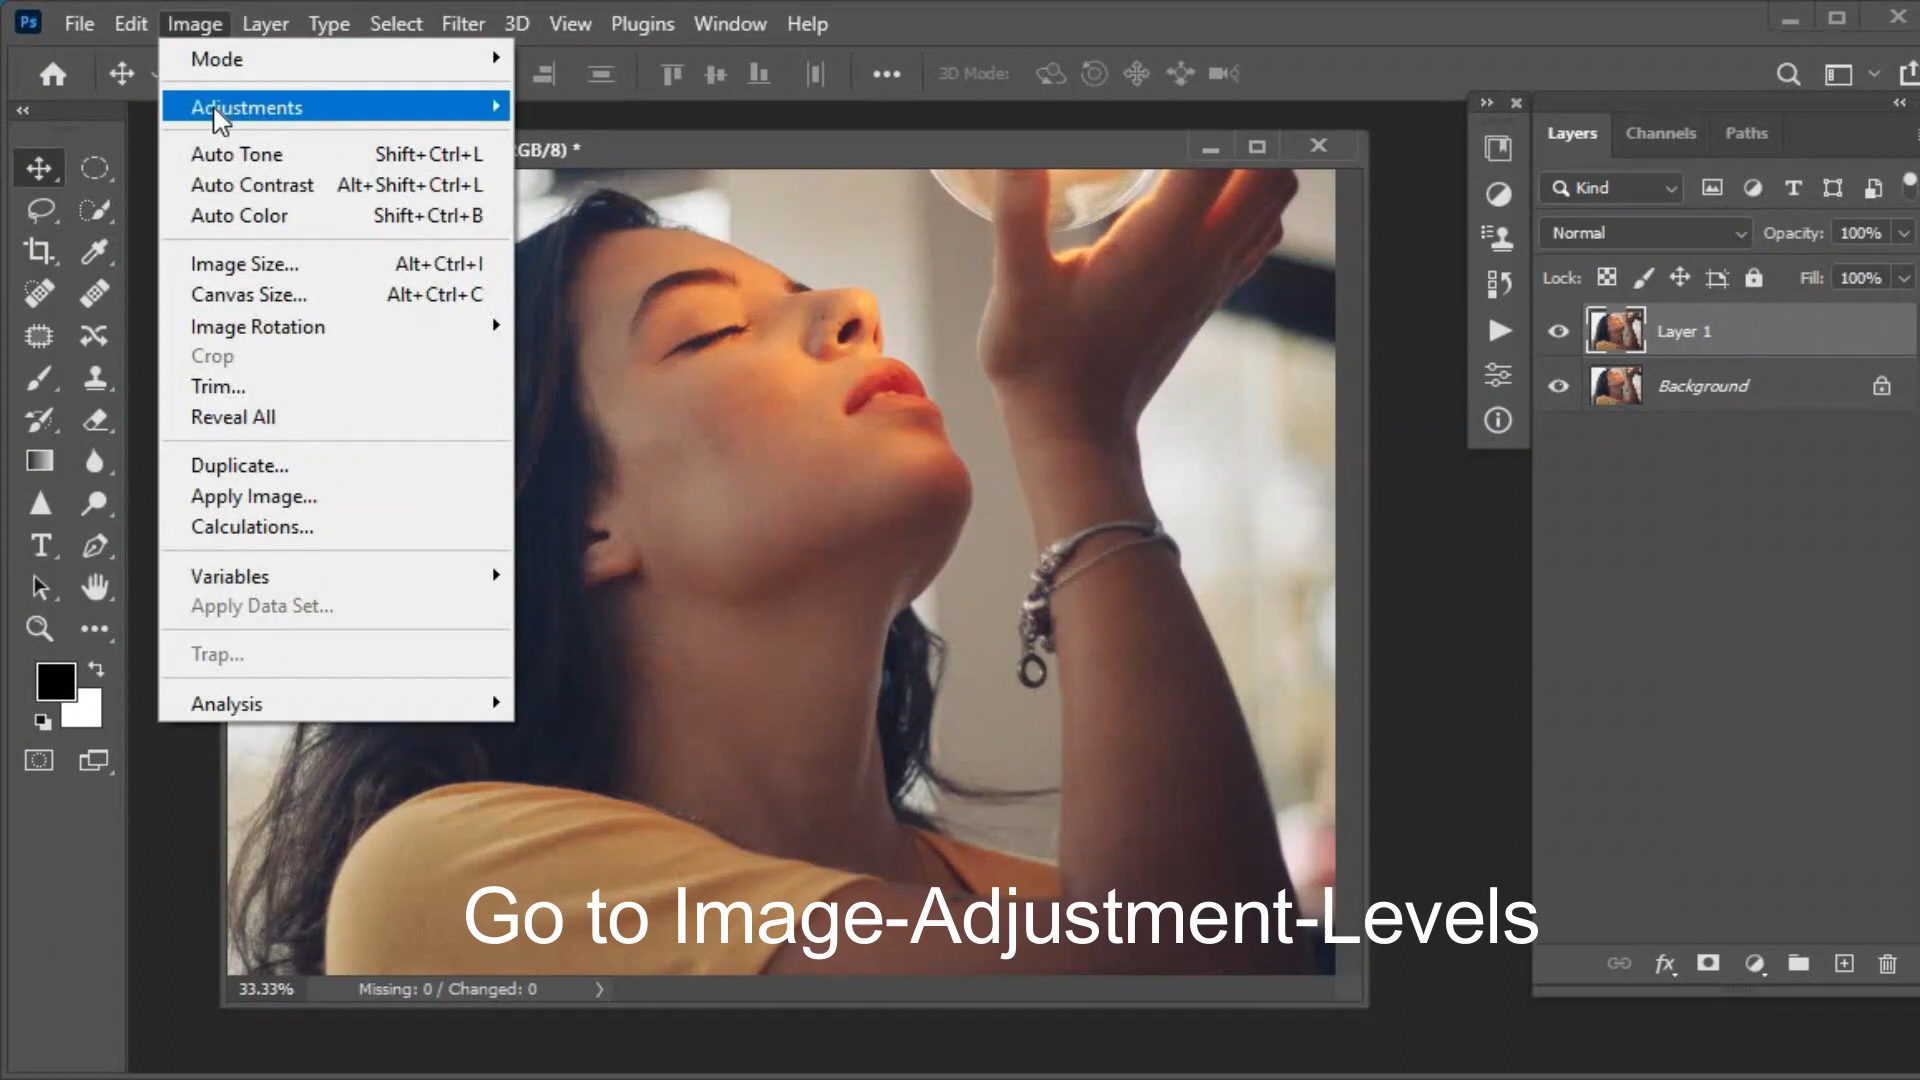 Ps File Edit Image Layer Type Select Filter 3D View Plugins Window Help
3D Mode:
Mode
Adjustments
Auto Tone Shift+Ctrl+L
Auto Contrast Alt+Shift+Ctrl+L
Auto Color Shift+Ctrl+B
Image Size... Alt+Ctrl+I
Canvas Size... Alt+Ctrl+C
Image Rotation
Crop
Trim...
Reveal All
Duplicate...
Apply Image...
Calculations...
Variables
Apply Data Set...
Trap...
Analysis
GB/8) *
Layers Channels Paths
Kind
Normal Opacity: 100%
Lock: Fill: 100%
Layer 1
Background
Go to Image-Adjustment-Levels
33.33% Missing: 0 / Changed: 0
fx